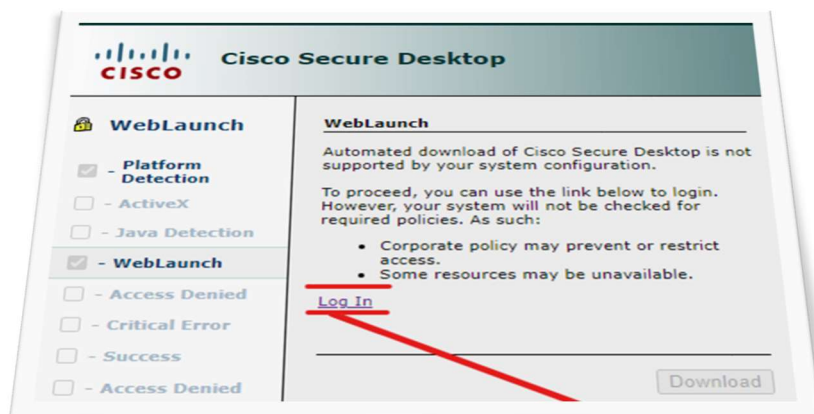 CISCO
Cisco Secure Desktop
WebLaunch
- Platform
Detection
- ActiveX
- Java Detection
- WebLaunch
- Access Denied
- Critical Error
- Success
- Access Denied
WebLaunch
Automated download of Cisco Secure Desktop is not
supported by your system configuration.
To proceed, you can use the link below to login.
However, your system will not be checked for
required policies. As such:
• Corporate policy may prevent or restrict
access.
• Some resources may be unavailable.
Log In
Download